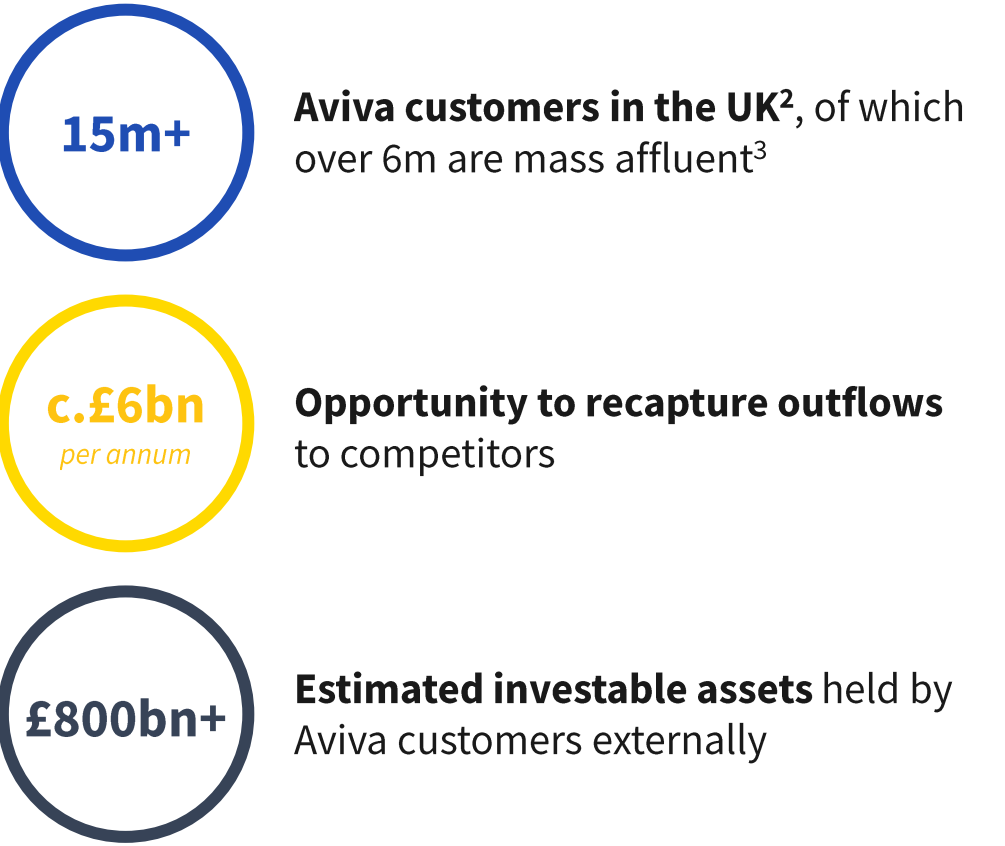 15m+
Aviva customers in the UK², of which
over 6m are mass affluent³
c.£6bn
per annum
Opportunity to recapture outflows
to competitors
£800bn+
Estimated investable assets held by
Aviva customers externally